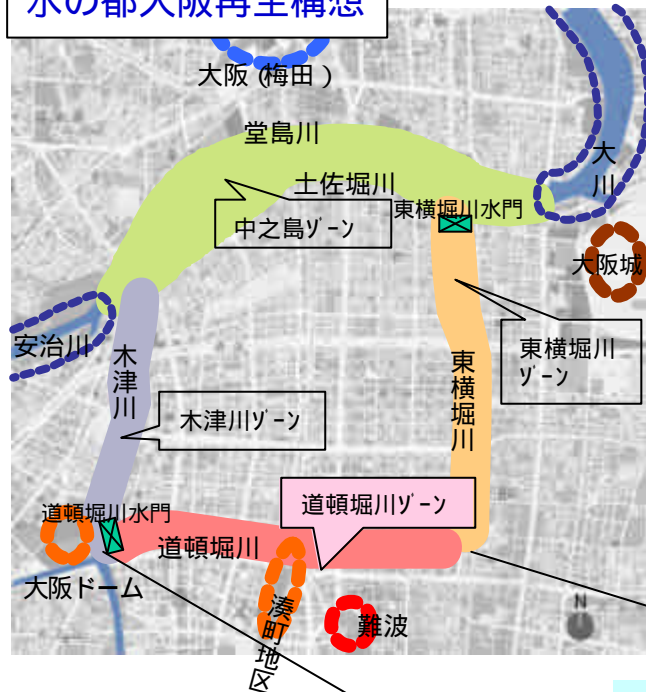 水の都大阪再生構想
大阪（梅田）
堂島川
大川
土佐堀川
東横堀川水門
中之島ｿﾞｰﾝ
大阪城
安治川
木津川
東横堀川
東横堀川
ｿﾞｰﾝ
木津川ｿﾞｰﾝ
道頓堀川ｿﾞｰﾝ
道頓堀川水門
道頓堀川
大阪ドーム
湊町地区
難波
N